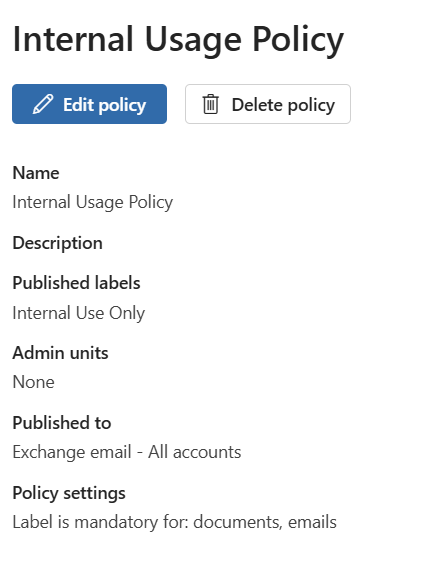 Internal Usage Policy
Edit policy
Delete policy
Name
Internal Usage Policy
Description
Published labels
Internal Use Only
Admin units
None
Published to
Exchange email - All accounts
Policy settings
Label is mandatory for: documents, emails